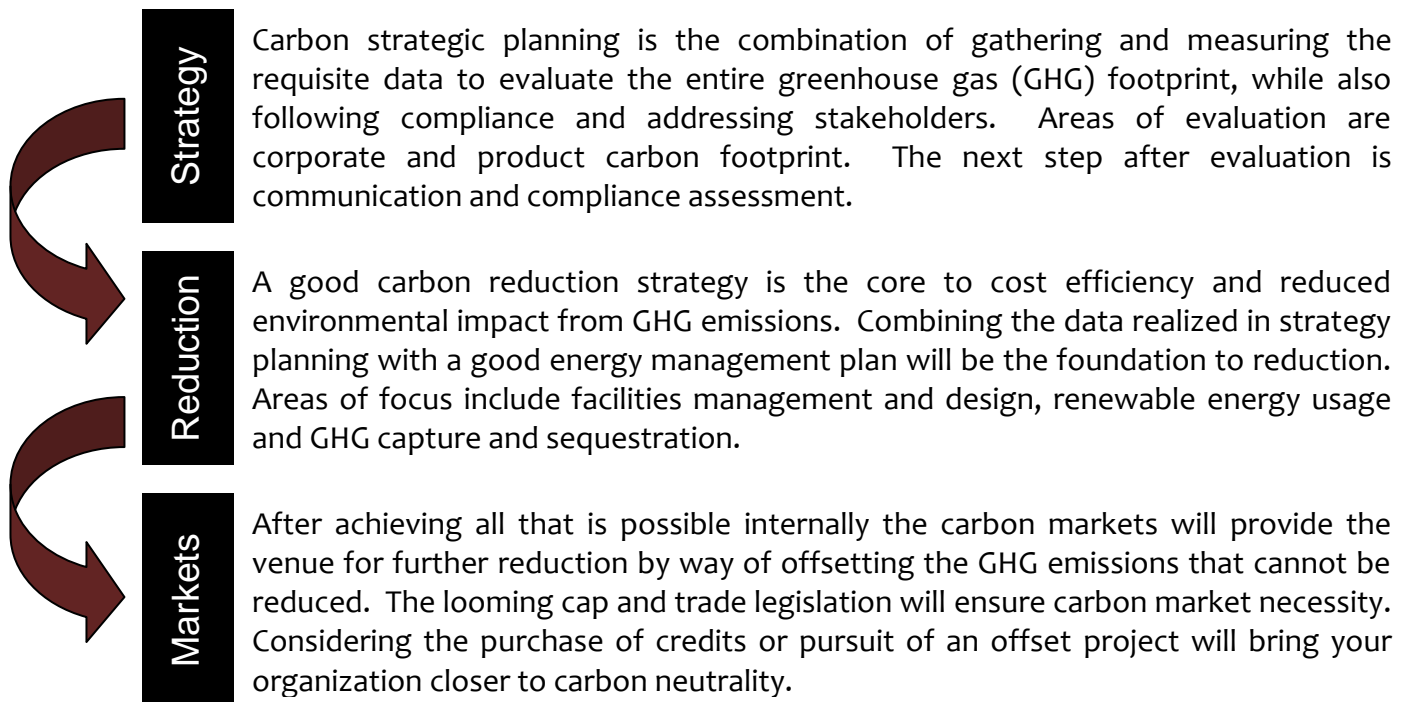 Strategy
Carbon strategic planning is the combination of gathering and measuring the
requisite data to evaluate the entire greenhouse gas (GHG) footprint, while also
following compliance and addressing stakeholders. Areas of evaluation are
corporate and product carbon footprint. The next step after evaluation is
communication and compliance assessment.
Reduction
A good carbon reduction strategy is the core to cost efficiency and reduced
environmental impact from GHG emissions. Combining the data realized in strategy
planning with a good energy management plan will be the foundation to reduction.
Areas of focus include facilities management and design, renewable energy usage
and GHG capture and sequestration.
Markets
After achieving all that is possible internally the carbon markets will provide the
venue for further reduction by way of offsetting the GHG emissions that cannot be
reduced. The looming cap and trade legislation will ensure carbon market necessity.
Considering the purchase of credits or pursuit of an offset project will bring your
organization closer to carbon neutrality.